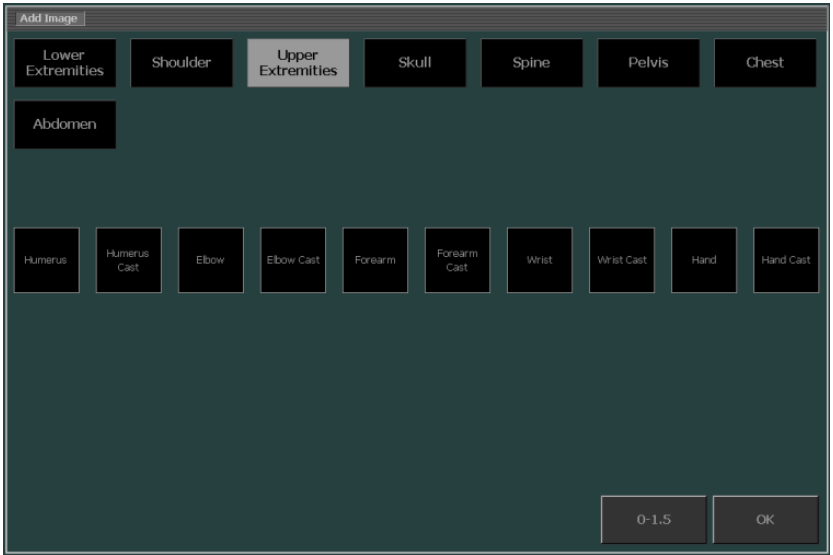 Add Image
Lower
Extremities
Shoulder
Upper
Extremities
Skull
Spine
Pelvis
Chest
Abdomen
Humerus
Humerus
Cast
Elbow
Elbow Cast
Forearm
Forearm
Cast
Wrist
Wrist Cast
Hand
Hand Cast
0-1.5
OK